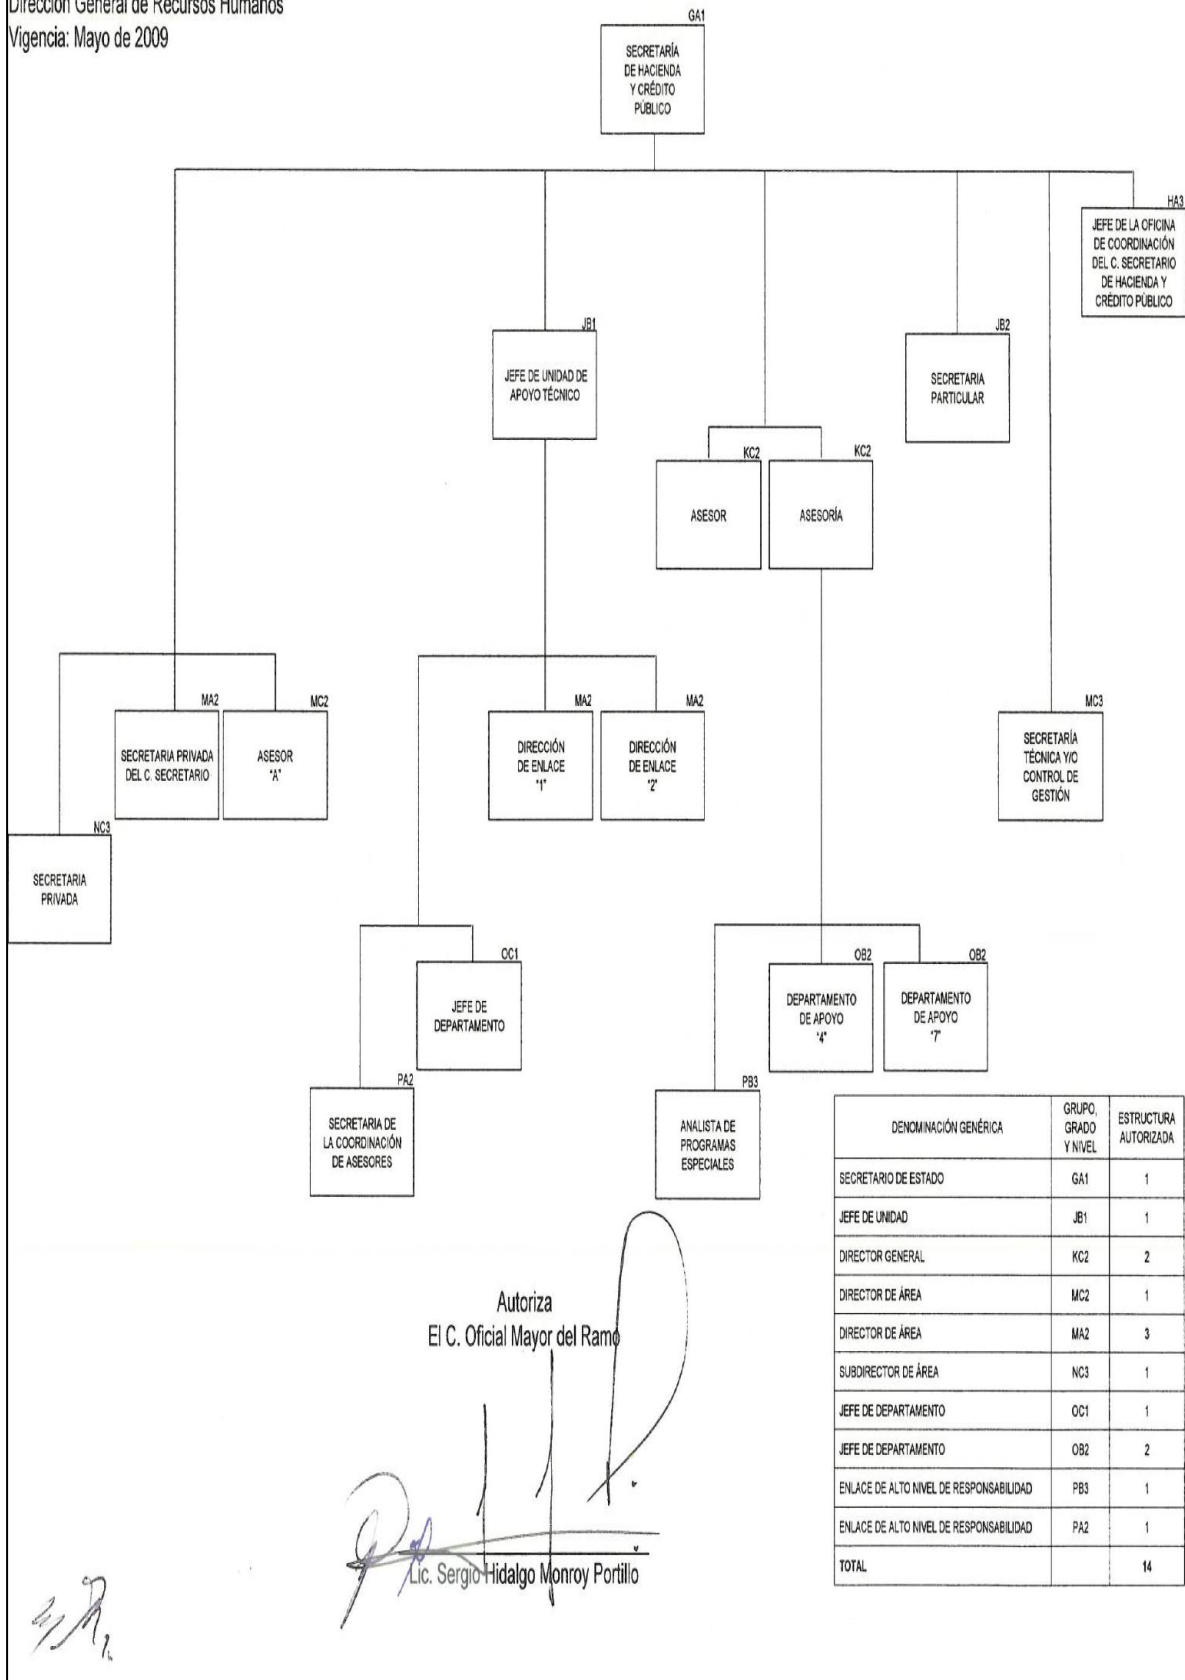 Dirección General de Recursos Humanos
Vigencia: Mayo de 2009
GA1
SECRETARÍA
DE HACIENDA
Y CRÉDITO
PÚBLICO
HA3
JEFE DE LA OFICINA
DE COORDINACIÓN
DEL C. SECRETARIO
DE HACIENDA Y
CRÉDITO PÚBLICO
JB1
JEFE DE UNIDAD DE
APOYO TÉCNICO
JB2
SECRETARIA
PARTICULAR
KC2
ASESOR
KC2
ASESORÍA
MA2
SECRETARIA PRIVADA
DEL C. SECRETARIO
MC2
ASESOR
"A"
MA2
DIRECCIÓN
DE ENLACE
"1"
MA2
DIRECCIÓN
DE ENLACE
"2"
MC3
SECRETARÍA
TÉCNICA Y/O
CONTROL DE
GESTIÓN
NC3
SECRETARIA
PRIVADA
OC1
JEFE DE
DEPARTAMENTO
OB2
DEPARTAMENTO
DE APOYO
"4"
OB2
DEPARTAMENTO
DE APOYO
"7"
PA2
SECRETARIA DE
LA COORDINACIÓN
DE ASESORES
PB3
ANALISTA DE
PROGRAMAS
ESPECIALES
DENOMINACIÓN GENÉRICA GRUPO, GRADO Y NIVEL ESTRUCTURA AUTORIZADA
SECRETARIO DE ESTADO GA1 1
JEFE DE UNIDAD JB1 1
DIRECTOR GENERAL KC2 2
DIRECTOR DE ÁREA MC2 1
DIRECTOR DE ÁREA MA2 3
SUBDIRECTOR DE ÁREA NC3 1
JEFE DE DEPARTAMENTO OC1 1
JEFE DE DEPARTAMENTO OB2 2
ENLACE DE ALTO NIVEL DE RESPONSABILIDAD PB3 1
ENLACE DE ALTO NIVEL DE RESPONSABILIDAD PA2 1
TOTAL 14
Autoriza
El C. Oficial Mayor del Ramo
Lic. Sergio Hidalgo Monroy Portillo